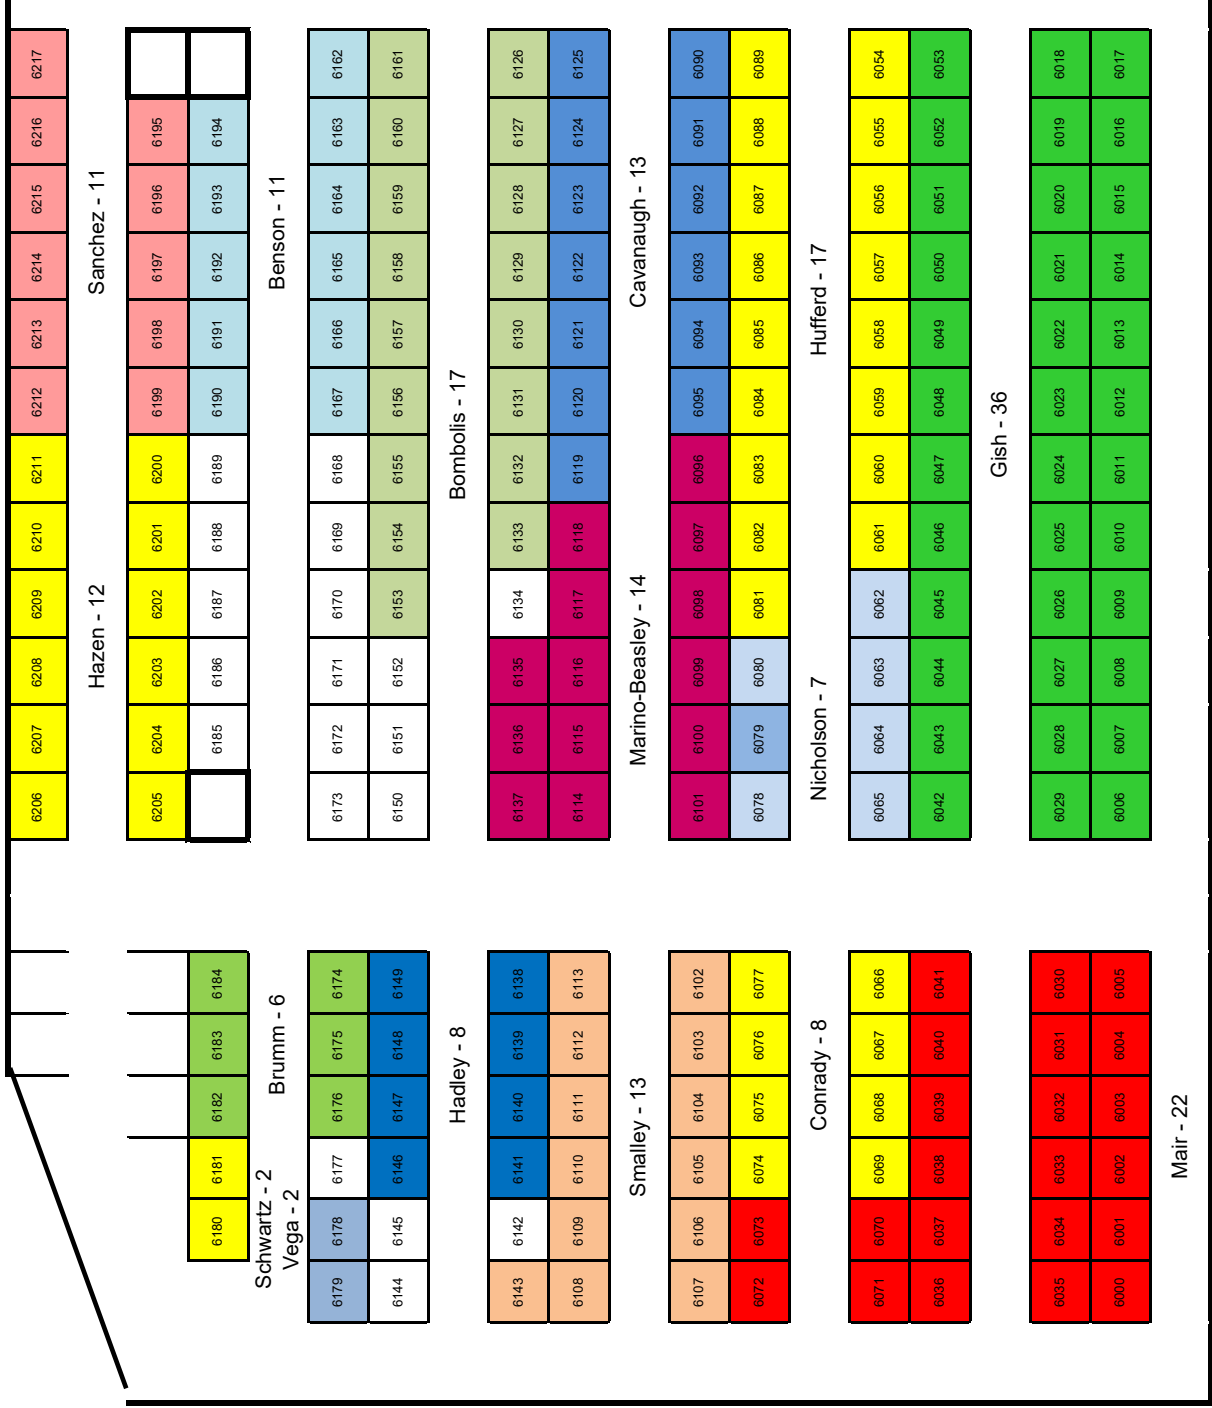 6206 6207 6208 6209 6210 6211 6212 6213 6214 6215 6216 6217
Hazen - 12 Sanchez - 11
6205 6204 6203 6202 6201 6200 6199 6198 6197 6196 6195
6180 6181 6182 6183 6184 6185 6186 6187 6188 6189 6190 6191 6192 6193 6194
Schwartz - 2 Brumm - 6 Benson - 11
Vega - 2
6179 6178 6177 6176 6175 6174 6173 6172 6171 6170 6169 6168 6167 6166 6165 6164 6163 6162
6144 6145 6146 6147 6148 6149 6150 6151 6152 6153 6154 6155 6156 6157 6158 6159 6160 6161
Hadley - 8 Bombolis - 17
6143 6142 6141 6140 6139 6138 6137 6136 6135 6134 6133 6132 6131 6130 6129 6128 6127 6126
6108 6109 6110 6111 6112 6113 6114 6115 6116 6117 6118 6119 6120 6121 6122 6123 6124 6125
Smalley - 13 Marino-Beasley - 14 Cavanaugh - 13
6107 6106 6105 6104 6103 6102 6101 6100 6099 6098 6097 6096 6095 6094 6093 6092 6091 6090
6072 6073 6074 6075 6076 6077 6078 6079 6080 6081 6082 6083 6084 6085 6086 6087 6088 6089
Conrady - 8 Nicholson - 7 Hufferd - 17
6071 6070 6069 6068 6067 6066 6065 6064 6063 6062 6061 6060 6059 6058 6057 6056 6055 6054
6036 6037 6038 6039 6040 6041 6042 6043 6044 6045 6046 6047 6048 6049 6050 6051 6052 6053
Gish - 36
6035 6034 6033 6032 6031 6030 6029 6028 6027 6026 6025 6024 6023 6022 6021 6020 6019 6018
6000 6001 6002 6003 6004 6005 6006 6007 6008 6009 6010 6011 6012 6013 6014 6015 6016 6017
Mair - 22